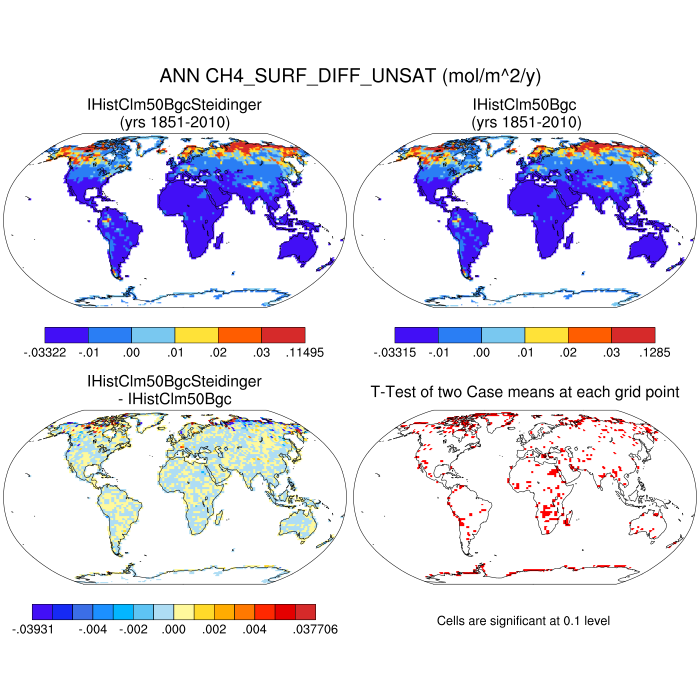 ANN CH4_SURF_DIFF_UNSAT (mol/m^2/y)
IHistClm50BgcSteidinger
(yrs 1851-2010)
IHistClm50Bgc
(yrs 1851-2010)
-.03322 -.01 .00 .01 .02 .03 .11495
-.03315 -.01 .00 .01 .02 .03 .1285
IHistClm50BgcSteidinger
- IHistClm50Bgc
T-Test of two Case means at each grid point
-.03931 -.004 -.002 .000 .002 .004 .037706
Cells are significant at 0.1 level